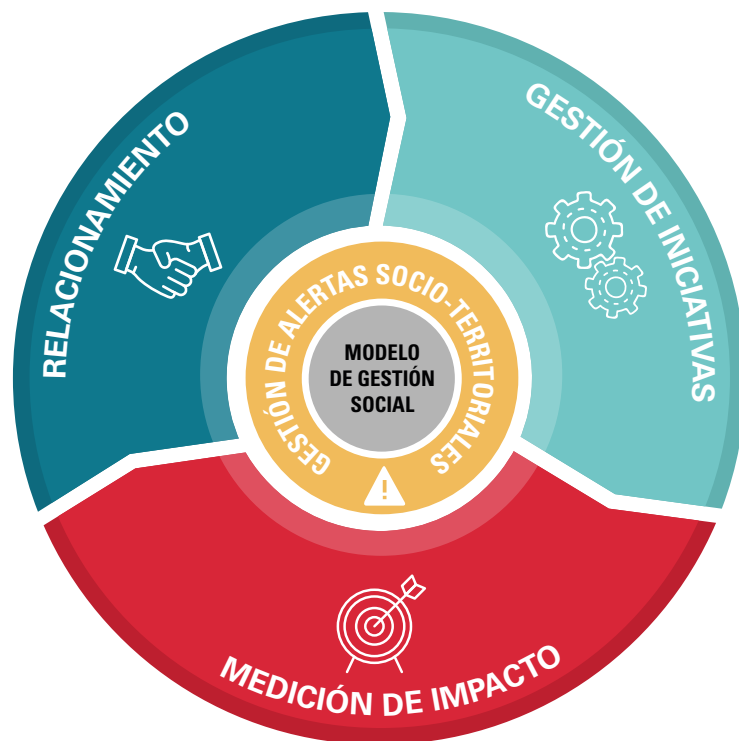 RELACIONAMIENTO
GESTIÓN DE INICIATIVAS
GESTIÓN DE ALERTAS SOCIO-TERRITORIALES
MODELO
DE GESTIÓN
SOCIAL
MEDICIÓN DE IMPACTO